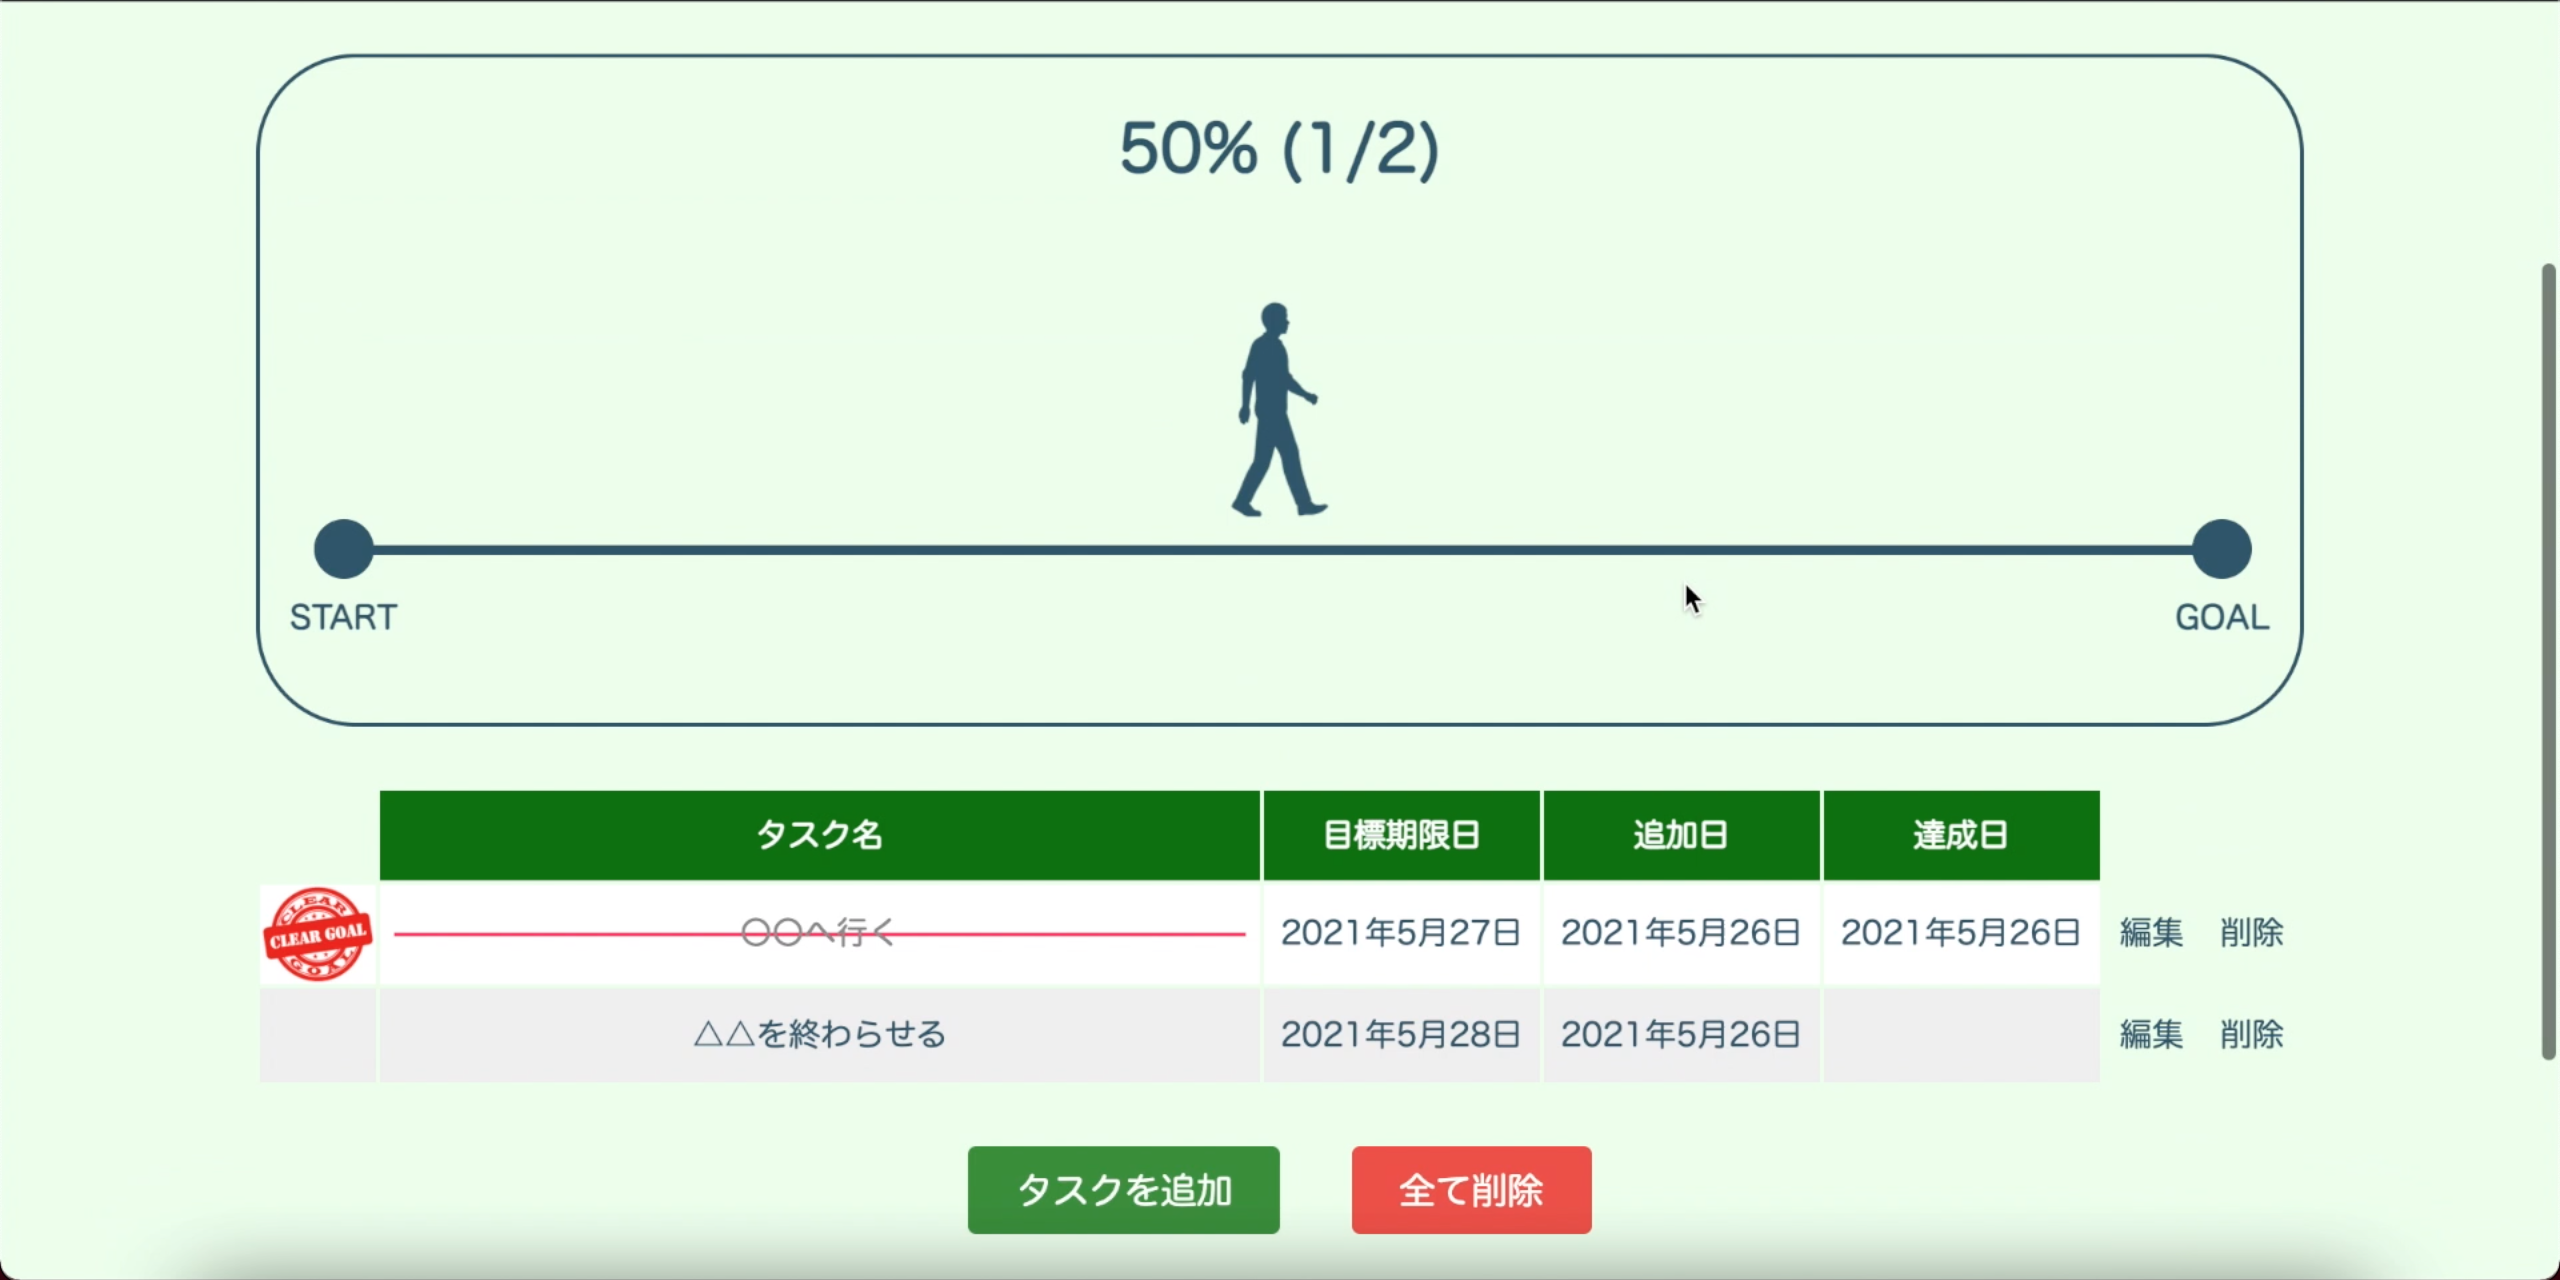 50% (1/2)
START
GOAL
タスク名 目標期限日 追加日 達成日
CLEAR
CLEAR GOAL
GOAL
〇〇へ行く 2021年5月27日 2021年5月26日 2021年5月26日 編集 削除
△△を終わらせる 2021年5月28日 2021年5月26日 編集 削除
タスクを追加 全て削除